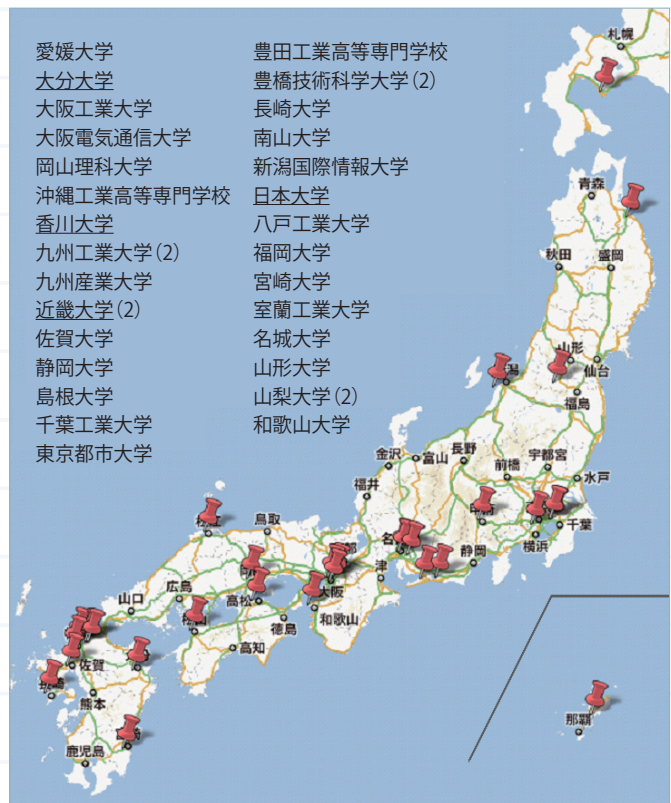 愛媛大学
大分大学
大阪工業大学
大阪電気通信大学
岡山理科大学
沖縄工業高等専門学校
香川大学
九州工業大学(2)
九州産業大学
近畿大学(2)
佐賀大学
静岡大学
島根大学
千葉工業大学
東京都市大学
豊田工業高等専門学校
豊橋技術科学大学(2)
長崎大学
南山大学
新潟国際情報大学
日本大学
八戸工業大学
福岡大学
宮崎大学
室蘭工業大学
名城大学
山形大学
山梨大学(2)
和歌山大学
札幌
青森
秋田
盛岡
山形
仙台
潟
福島
金沢
富山
長野
前橋
宇都宮
水戸
福井
千葉
横浜
静岡
名
津
鳥取
大阪
和歌山
広島
山口
高松
徳島
高知
佐賀
熊本
鹿児島
那覇